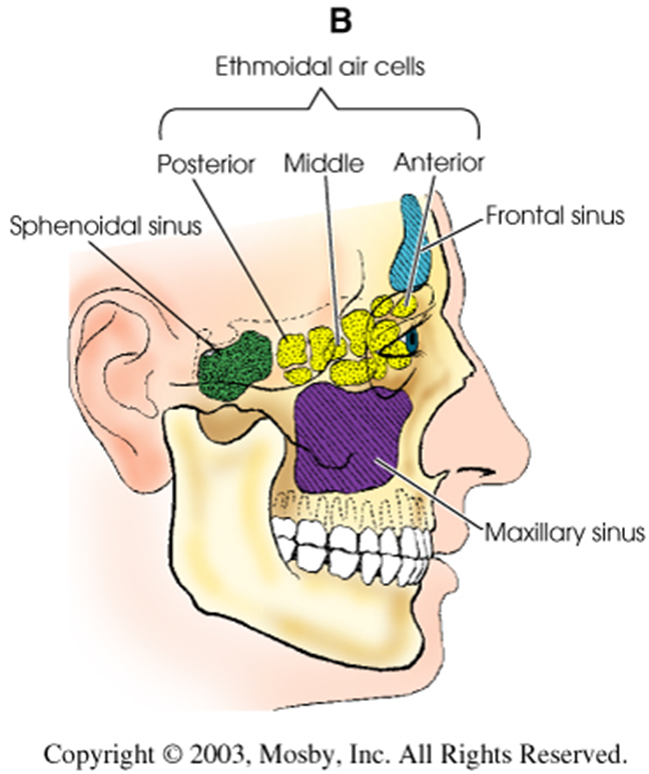 B
Ethmoidal air cells
Posterior Middle Anterior
Frontal sinus
Sphenoidal sinus
Maxillary sinus
Copyright © 2003, Mosby, Inc. All Rights Reserved.